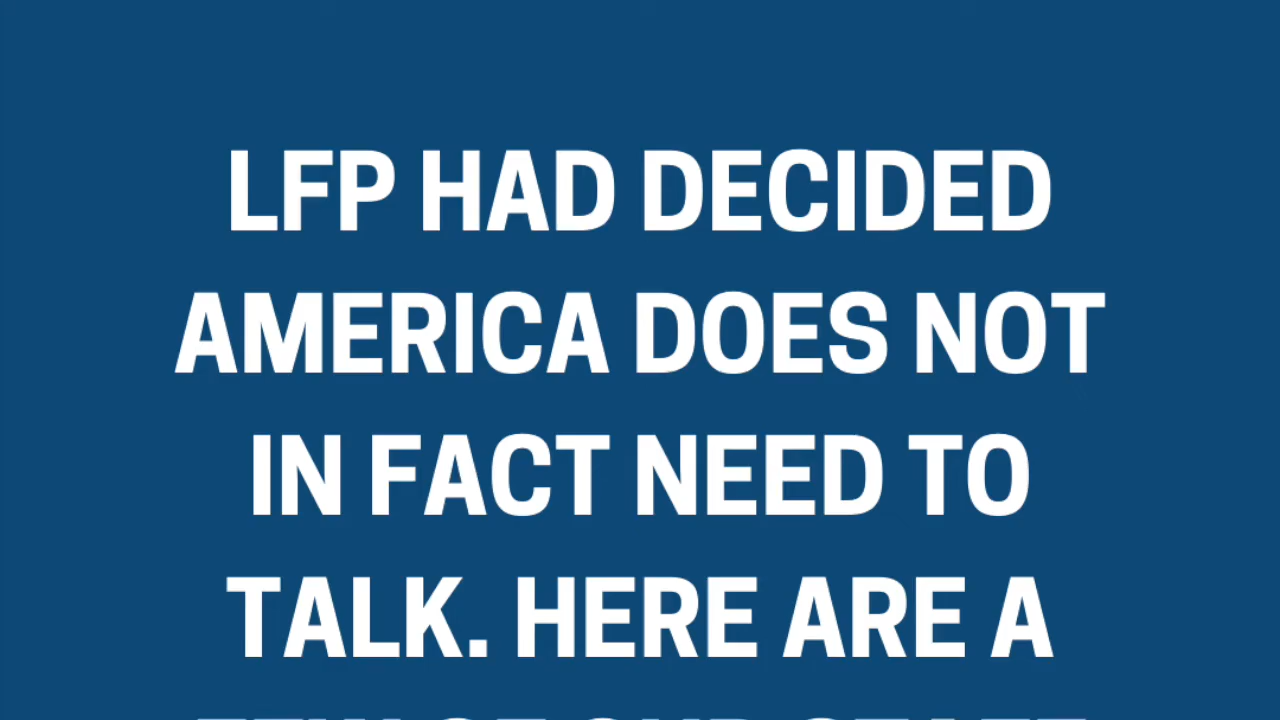 LFP HAD DECIDED
AMERICA DOES NOT
IN FACT NEED TO
TALK. HERE ARE A